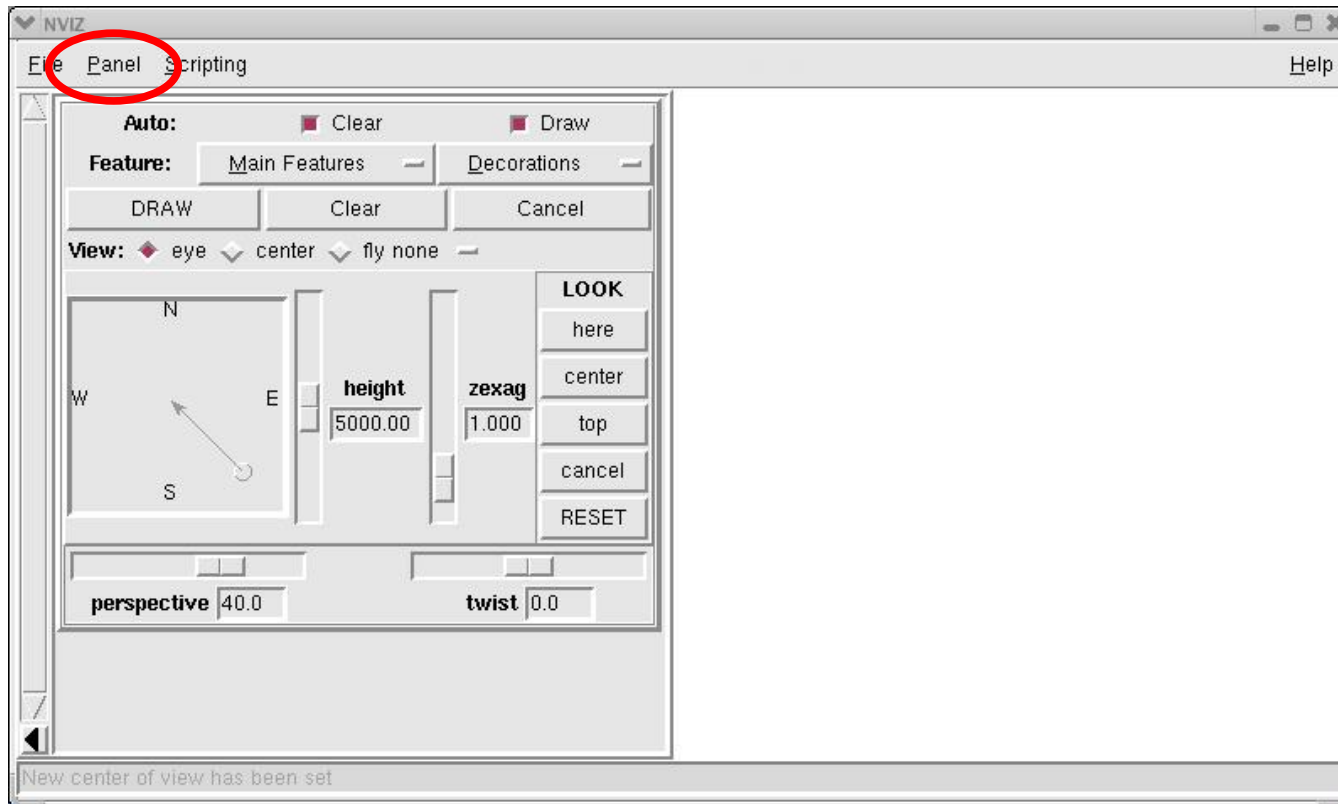 NVIZ
File Panel Scripting Help
Auto: Clear Draw
Feature: Main Features Decorations
DRAW Clear Cancel
View: eye center fly none
LOOK
N
here
center
W E height zexag
5000.00 1.000 top
cancel
S
RESET
perspective 40.0 twist 0.0
New center of view has been set